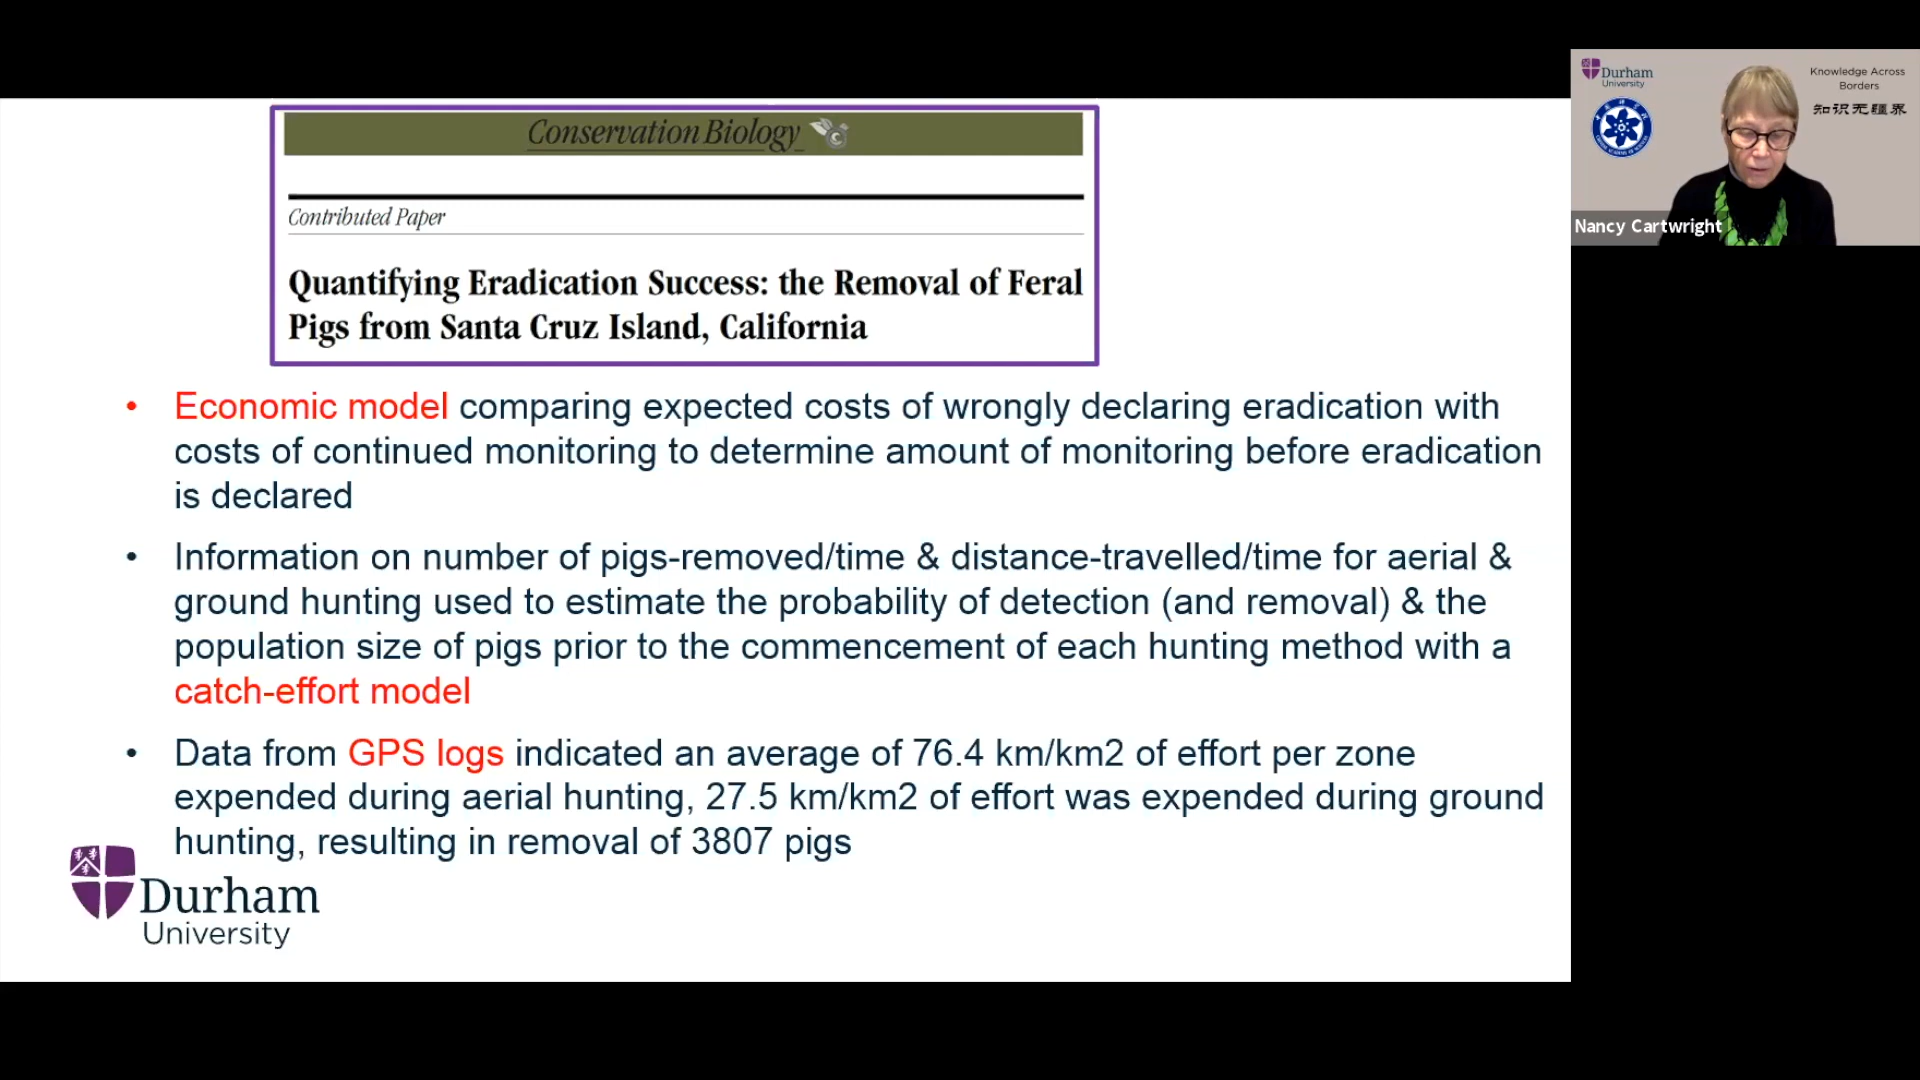 Conservation Biology
Contributed Paper
Quantifying Eradication Success: the Removal of Feral
Pigs from Santa Cruz Island, California
• Economic model comparing expected costs of wrongly declaring eradication with
costs of continued monitoring to determine amount of monitoring before eradication
is declared
• Information on number of pigs-removed/time & distance-travelled/time for aerial &
ground hunting used to estimate the probability of detection (and removal) & the
population size of pigs prior to the commencement of each hunting method with a
catch-effort model
• Data from GPS logs indicated an average of 76.4 km/km2 of effort per zone
expended during aerial hunting, 27.5 km/km2 of effort was expended during ground
hunting, resulting in removal of 3807 pigs
Durham
University
Durham
University
Knowledge Across
Borders
知识无疆界
Nancy Cartwright